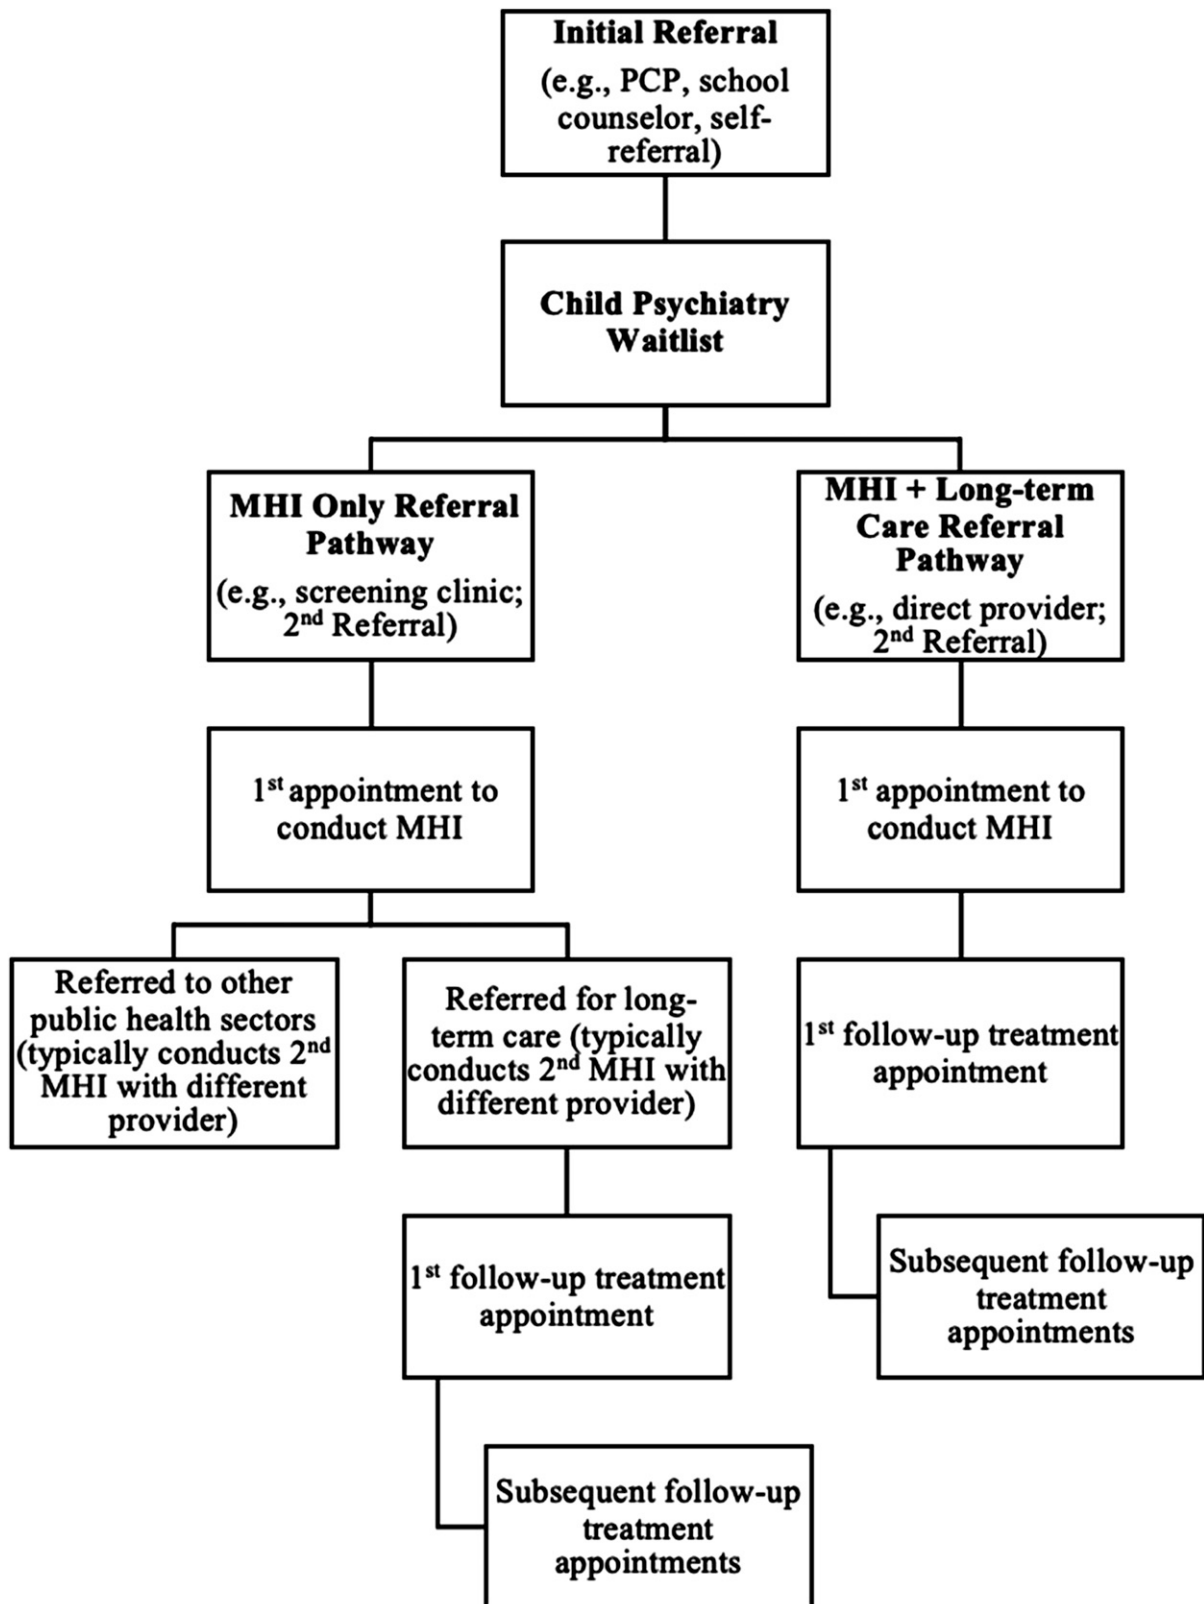 Initial Referral
(e.g., PCP, school
counselor, self-
referral)
Child Psychiatry
Waitlist
MHI Only Referral
Pathway
(e.g., screening clinic;
2nd Referral)
MHI + Long-term
Care Referral
Pathway
(e.g., direct provider;
2nd Referral)
1st appointment to
conduct MHI
1st appointment to
conduct MHI
Referred to other
public health sectors
(typically conducts 2nd
MHI with different
provider)
Referred for long-
term care (typically
conducts 2nd MHI with
different provider)
1st follow-up treatment
appointment
1st follow-up treatment
appointment
Subsequent follow-up
treatment
appointments
Subsequent follow-up
treatment
appointments